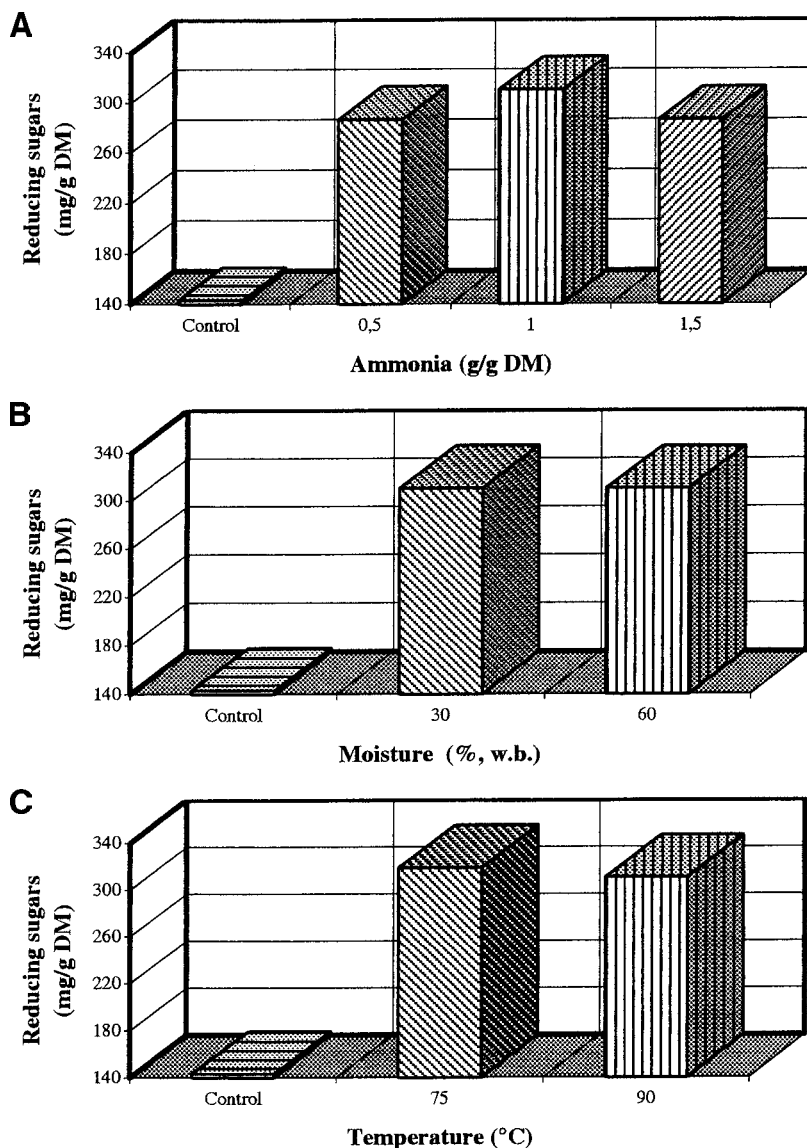 A
Reducing sugars
(mg/g DM)
340
300
260
220
180
140
Control 0,5 1 1,5
Ammonia (g/g DM)
B
Reducing sugars
(mg/g DM)
340
300
260
220
180
140
Control 30 60
Moisture (%, w.b.)
C
Reducing sugars
(mg/g DM)
340
300
260
220
180
140
Control 75 90
Temperature (°C)